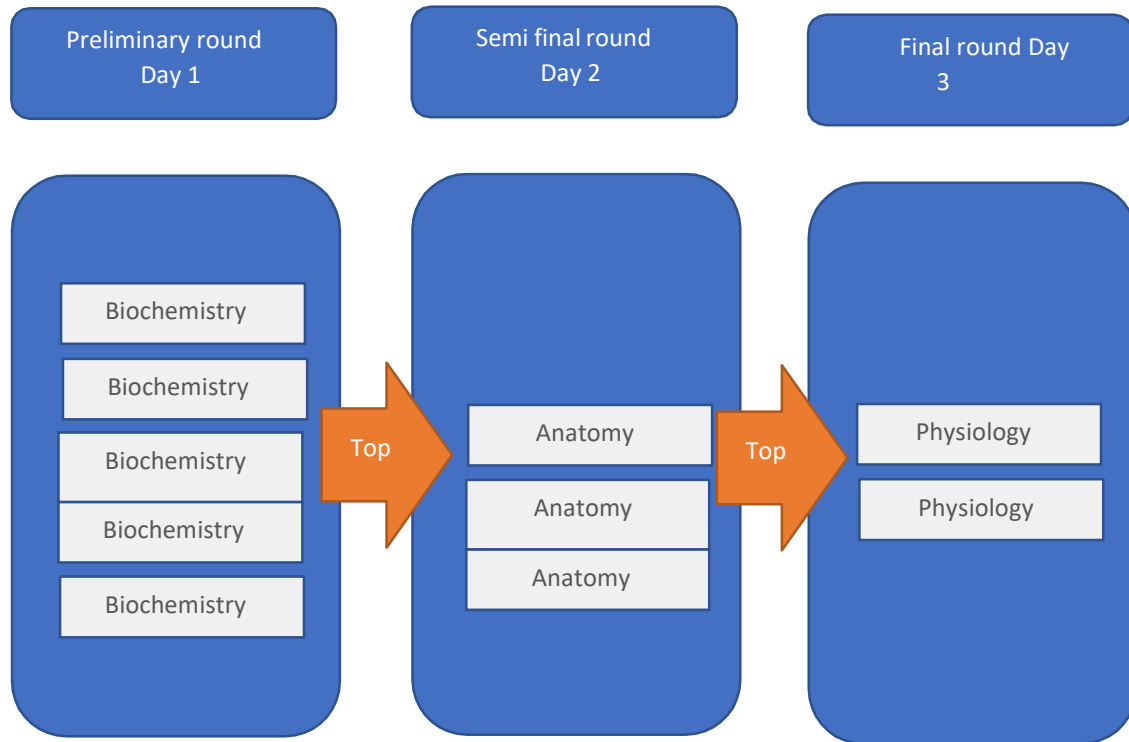 Preliminary round
Day 1
Semi final round
Day 2
Final round Day
3
Biochemistry
Biochemistry
Biochemistry
Biochemistry
Biochemistry
Top
Anatomy
Anatomy
Anatomy
Top
Physiology
Physiology